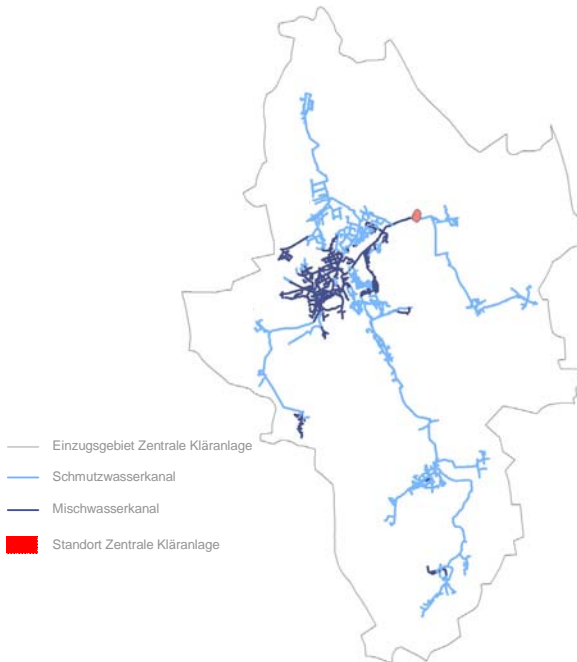 Einzugsgebiet Zentrale Kläranlage
Schmutzwasserkanal
Mischwasserkanal
Standort Zentrale Kläranlage